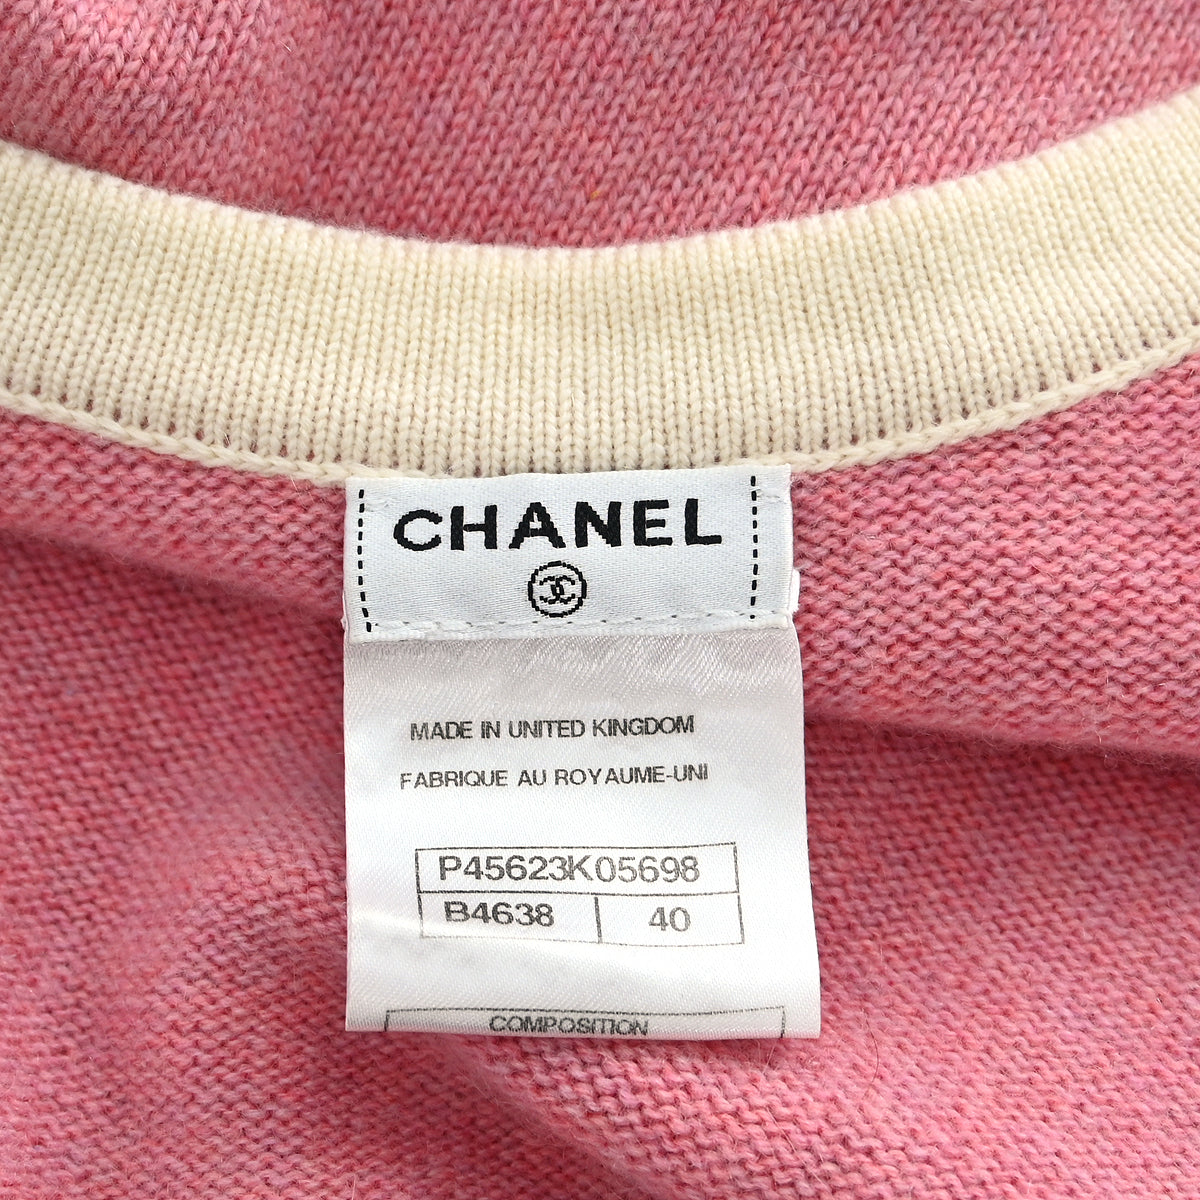 CHANEL
MADE IN UNITED KINGDOM
FABRIQUE AU ROYAUME-UNI
P45623K05698
B4638 40
COMPOSITION